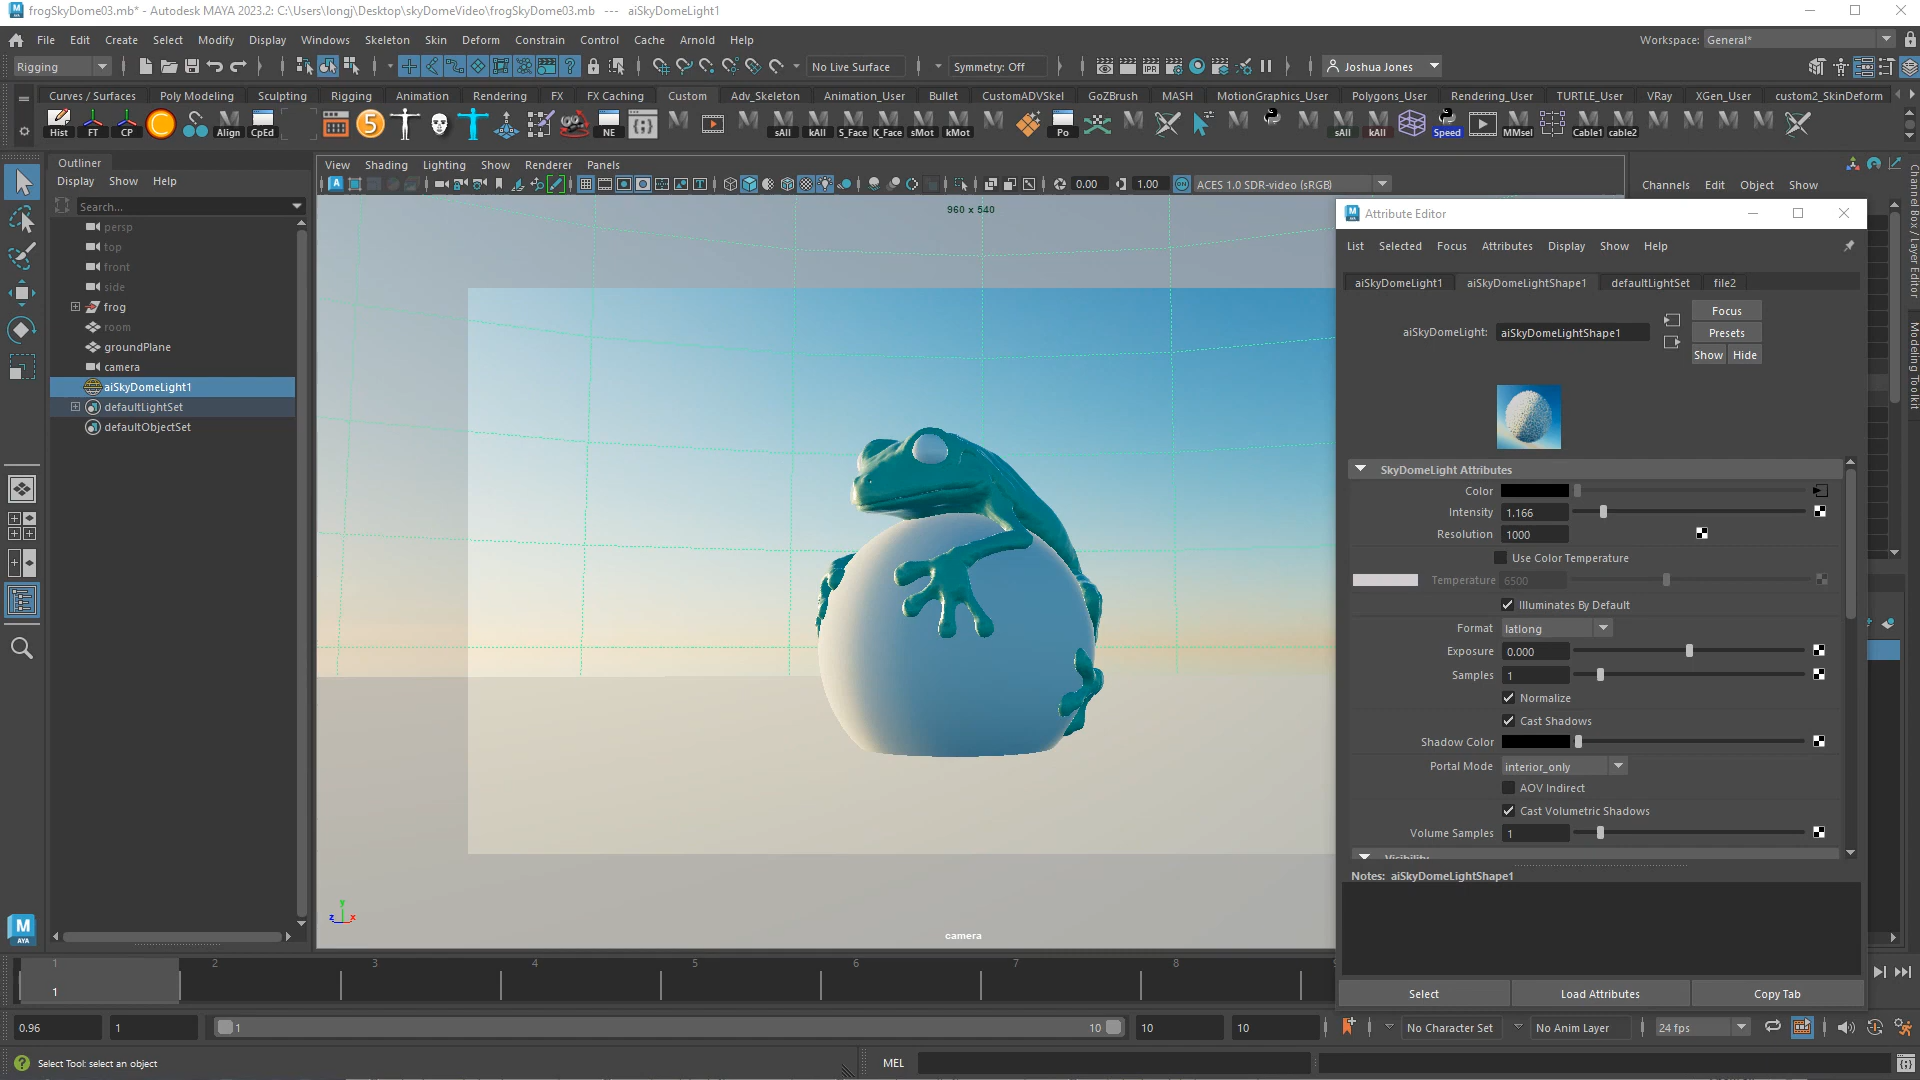 frogSkyDome03.mb* - Autodesk MAYA 2023.2: C:\Users\longj\Desktop\skyDomeVideo\frogSkyDome03.mb --- aiSkyDomeLight1
File Edit Create Select Modify Display Windows Skeleton Skin Deform Constrain Control Cache Arnold Help
Workspace: General*
Rigging
No Live Surface
Symmetry: Off
Joshua Jones
Curves / Surfaces Poly Modeling Sculpting Rigging Animation Rendering FX FX Caching Custom Adv_Skeleton Animation_User Bullet CustomADVSkel GoZBrush MASH MotionGraphics_User Polygons_User Rendering_User TURTLE_User VRay XGen_User custom2_SkinDeform
Hist FT CP Align CpEd 5 NE sAll kAll S_Face K_Face sMot kMot Po sAll kAll Speed MMsel Cable1 cable2
Outliner
Display Show Help
Search...
persp
top
front
side
frog
room
groundPlane
camera
aiSkyDomeLight1
defaultLightSet
defaultObjectSet
View Shading Lighting Show Renderer Panels
0.00 1.00 ON ACES 1.0 SDR-video (sRGB)
960 x 540
camera
y
z x
Channels Edit Object Show
Channel Box / Layer Editor
Modeling Toolkit
Attribute Editor
List Selected Focus Attributes Display Show Help
aiSkyDomeLight1 aiSkyDomeLightShape1 defaultLightSet file2
Focus
aiSkyDomeLight: aiSkyDomeLightShape1
Presets
Show Hide
SkyDomeLight Attributes
Color
Intensity 1.166
Resolution 1000
Use Color Temperature
Temperature 6500
Illuminates By Default
Format latlong
Exposure 0.000
Samples 1
Normalize
Cast Shadows
Shadow Color
Portal Mode interior_only
AOV Indirect
Cast Volumetric Shadows
Volume Samples 1
Visibility
Notes: aiSkyDomeLightShape1
Select Load Attributes Copy Tab
M
AYA
1 2 3 4 5 6 7 8
1
0.96 1 1 10 10 10 No Character Set No Anim Layer 24 fps
Select Tool: select an object
MEL